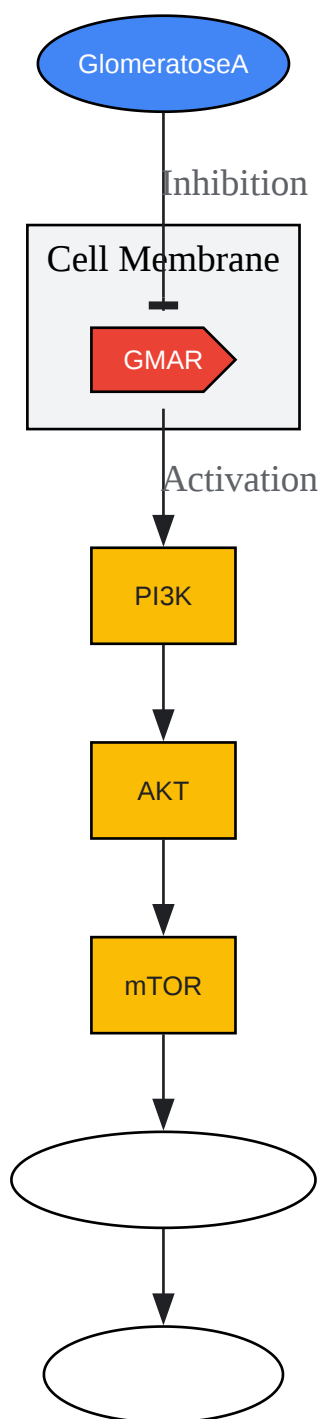 GlomeratoseA
Inhibition
Cell Membrane
GMAR
Activation
PI3K
AKT
mTOR